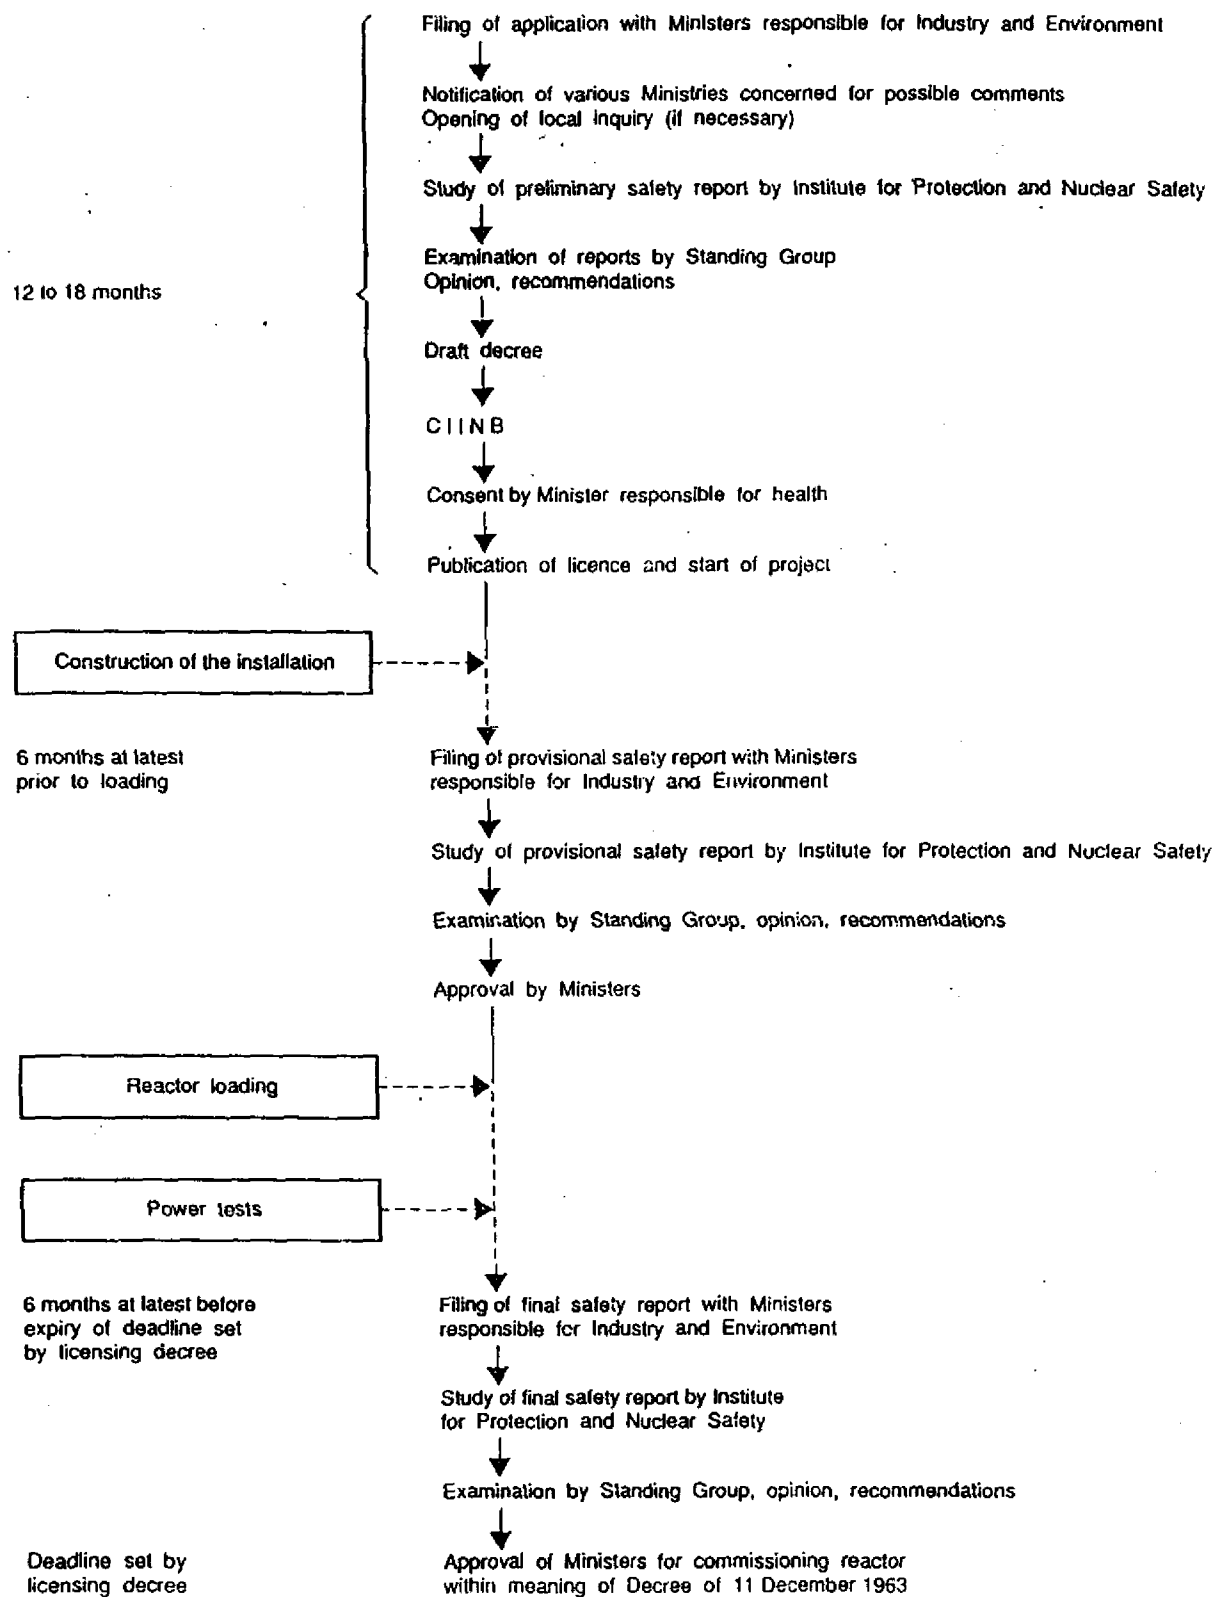 Filing of application with Ministers responsible for Industry and Environment
Notification of various Ministries concerned for possible comments
Opening of local inquiry (if necessary)
Study of preliminary safety report by Institute for Protection and Nuclear Safety
Examination of reports by Standing Group
Opinion, recommendations
12 to 18 months
Draft decree
CIINB
Consent by Minister responsible for health
Publication of licence and start of project
Construction of the installation
6 months at latest
prior to loading
Filing of provisional safety report with Ministers
responsible for Industry and Environment
Study of provisional safety report by Institute for Protection and Nuclear Safety
Examination by Standing Group, opinion, recommendations
Approval by Ministers
Reactor loading
Power tests
6 months at latest before
expiry of deadline set
by licensing decree
Filing of final safety report with Ministers
responsible for Industry and Environment
Study of final safety report by Institute
for Protection and Nuclear Safety
Examination by Standing Group, opinion, recommendations
Deadline set by
licensing decree
Approval of Ministers for commissioning reactor
within meaning of Decree of 11 December 1963